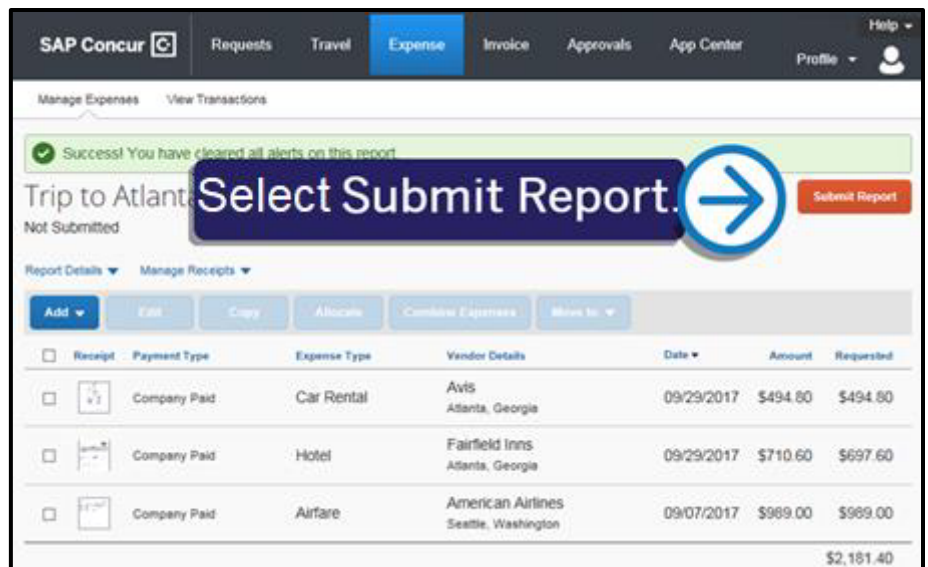 Help
SAP Concur C Requests Travel Expense Invoice Approvals App Center
Profile
Manage Expenses View Transactions
Success! You have cleared all alerts on this report
Trip to Atlanta
Select Submit Report.
Submit Report
Not Submitted
Report Details Manage Receipts
Add Edit Copy Allocate Combine Expenses Move to
Receipt Payment Type Expense Type Vendor Details Date Amount Requested
Company Paid Car Rental Avis 09/29/2017 $494.80 $494.80
Atlanta, Georgia
Company Paid Hotel Fairfield Inns 09/29/2017 $710.60 $697.60
Atlanta, Georgia
Company Paid Airfare American Airlines 09/07/2017 $989.00 $989.00
Seattle, Washington
$2,181.40